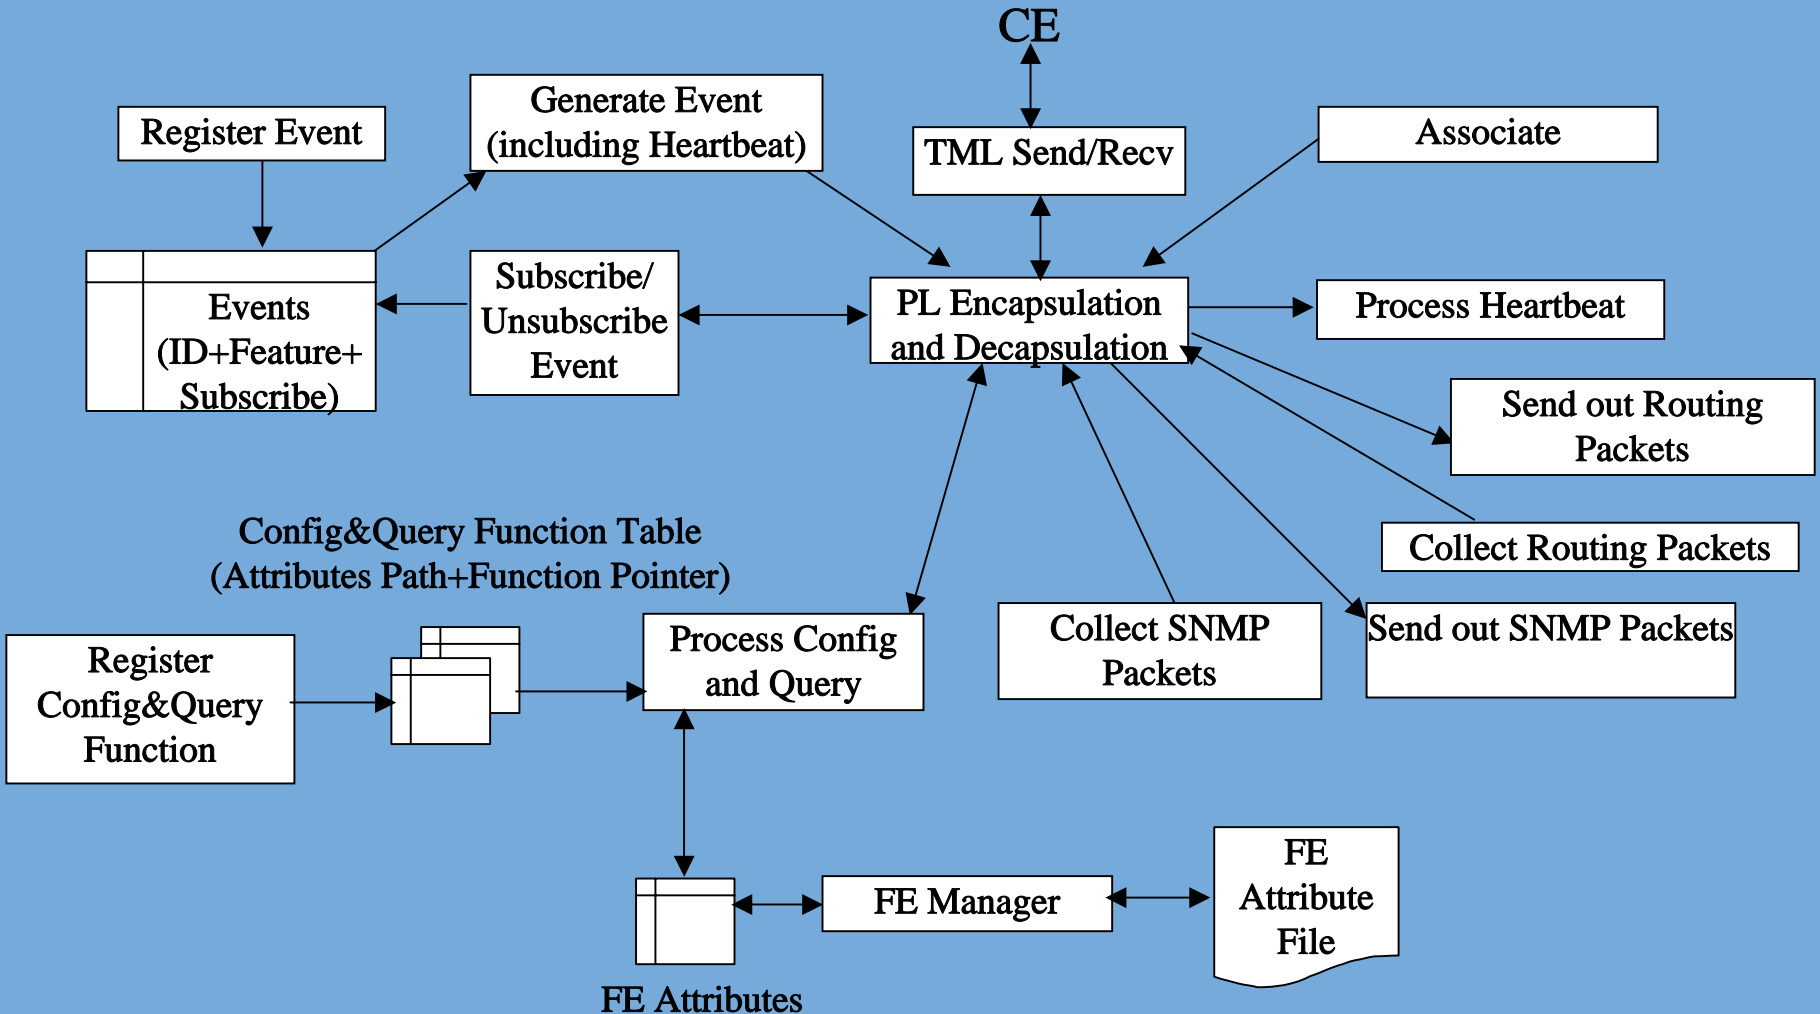 CE
Generate Event
(including Heartbeat)
Register Event
TML Send/Recv
Associate
Events
(ID+Feature+
Subscribe)
Subscribe/
Unsubscribe
Event
PL Encapsulation
and Decapsulation
Process Heartbeat
Send out Routing
Packets
Collect Routing Packets
Config&Query Function Table
(Attributes Path+Function Pointer)
Register
Config&Query
Function
Process Config
and Query
Collect SNMP
Packets
Send out SNMP Packets
FE Manager
FE
Attribute
File
FE Attributes